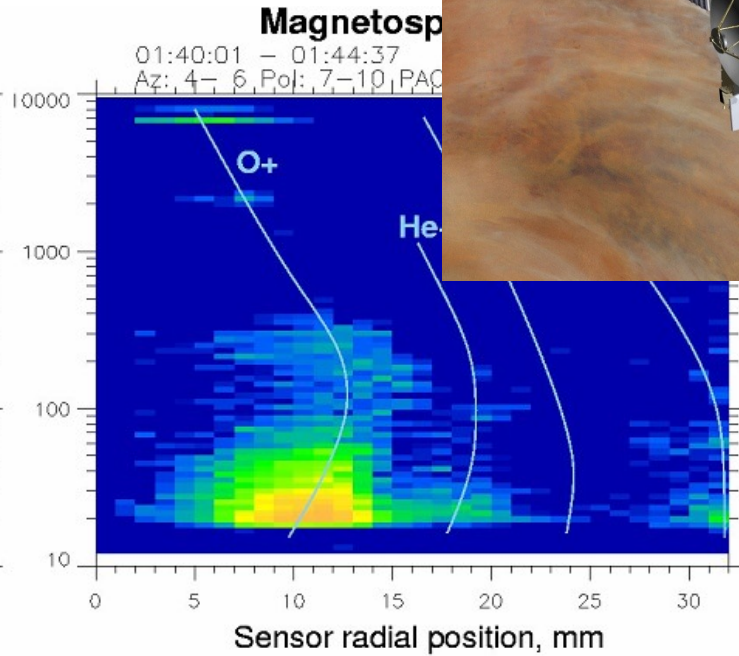 Magnetosp
01:40:01 – 01:44:37
Az: 4– 6 Pol: 7–10 PAC
10000
O+
He-
1000
100
10
0 5 10 15 20 25 30
Sensor radial position, mm